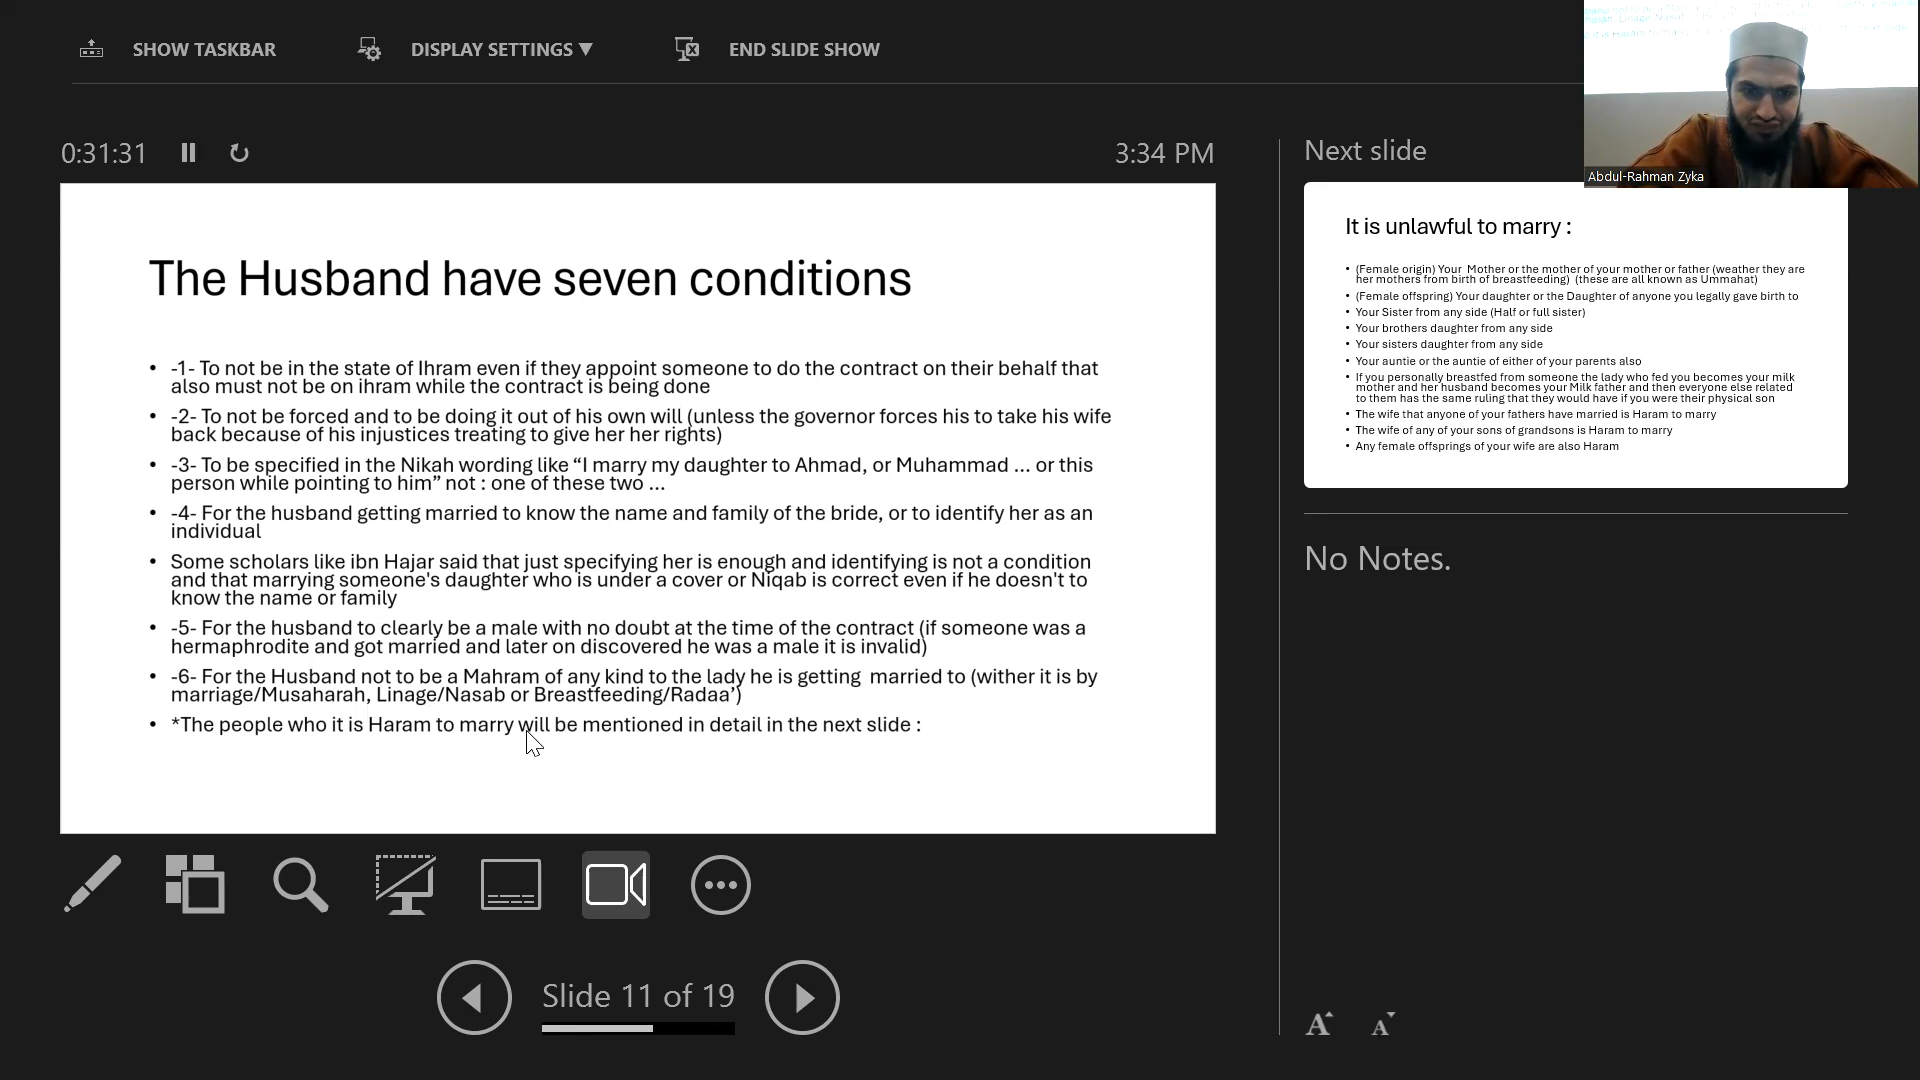 SHOW TASKBAR
DISPLAY SETTINGS ▼
END SLIDE SHOW
0:31:31
3:34 PM
The Husband have seven conditions
• -1- To not be in the state of Ihram even if they appoint someone to do the contract on their behalf that
also must not be on ihram while the contract is being done
• -2- To not be forced and to be doing it out of his own will (unless the governor forces his to take his wife
back because of his injustices treating to give her her rights)
• -3- To be specified in the Nikah wording like “I marry my daughter to Ahmad, or Muhammad ... or this
person while pointing to him” not : one of these two ...
• -4- For the husband getting married to know the name and family of the bride, or to identify her as an
individual
• Some scholars like ibn Hajar said that just specifying her is enough and identifying is not a condition
and that marrying someone's daughter who is under a cover or Niqab is correct even if he doesn't to
know the name or family
• -5- For the husband to clearly be a male with no doubt at the time of the contract (if someone was a
hermaphrodite and got married and later on discovered he was a male it is invalid)
• -6- For the Husband not to be a Mahram of any kind to the lady he is getting  married to (wither it is by
marriage/Musaharah, Linage/Nasab or Breastfeeding/Radaa’)
• *The people who it is Haram to marry will be mentioned in detail in the next slide :
Slide 11 of 19
Abdul-Rahman Zyka
Next slide
It is unlawful to marry :
• (Female origin) Your  Mother or the mother of your mother or father (weather they are
her mothers from birth of breastfeeding)  (these are all known as Ummahat)
• (Female offspring) Your daughter or the Daughter of anyone you legally gave birth to
• Your Sister from any side (Half or full sister)
• Your brothers daughter from any side
• Your sisters daughter from any side
• Your auntie or the auntie of either of your parents also
• If you personally breastfed from someone the lady who fed you becomes your milk
mother and her husband becomes your Milk father and then everyone else related
to them has the same ruling that they would have if you were their physical son
• The wife that anyone of your fathers have married is Haram to marry
• The wife of any of your sons of grandsons is Haram to marry
• Any female offsprings of your wife are also Haram
No Notes.
A A